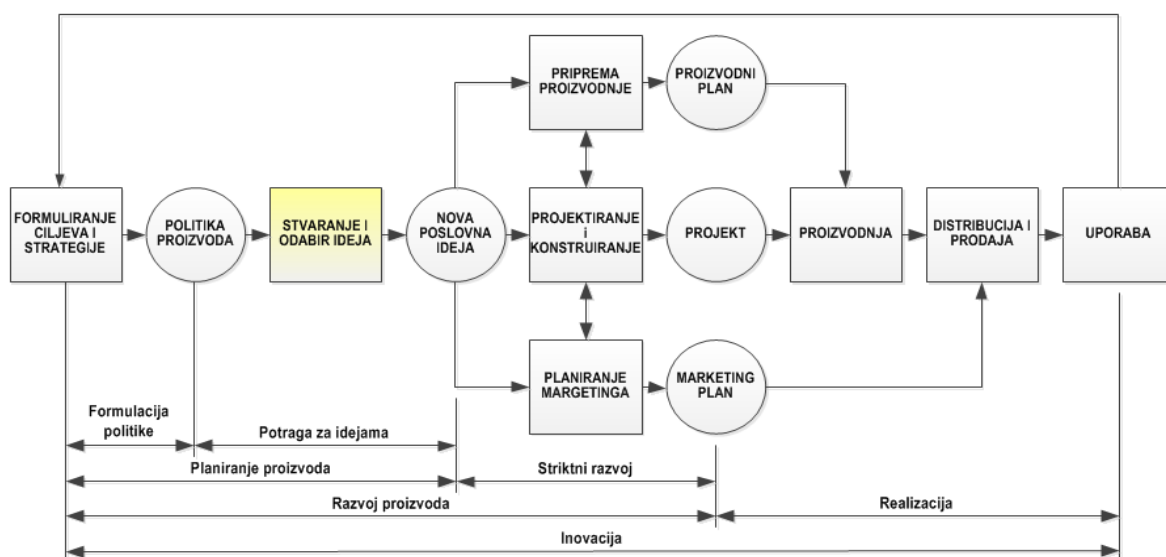 PRIPREMA
PROIZVODNJE
PROIZVODNI
PLAN
FORMULIRANJE
CILJEVA I
STRATEGIJE
POLITIKA
PROIZVODA
STVARANJE I
ODABIR IDEJA
NOVA
POSLOVNA
IDEJA
PROJEKTIRANJE
i
KONSTRUIRANJE
PROJEKT
PROIZVODNJA
DISTRIBUCIJA I
PRODAJA
UPORABA
PLANIRANJE
MARGETINGA
MARKETING
PLAN
Formulacija
politike
Potraga za idejama
Planiranje proizvoda
Striktni razvoj
Razvoj proizvoda
Realizacija
Inovacija